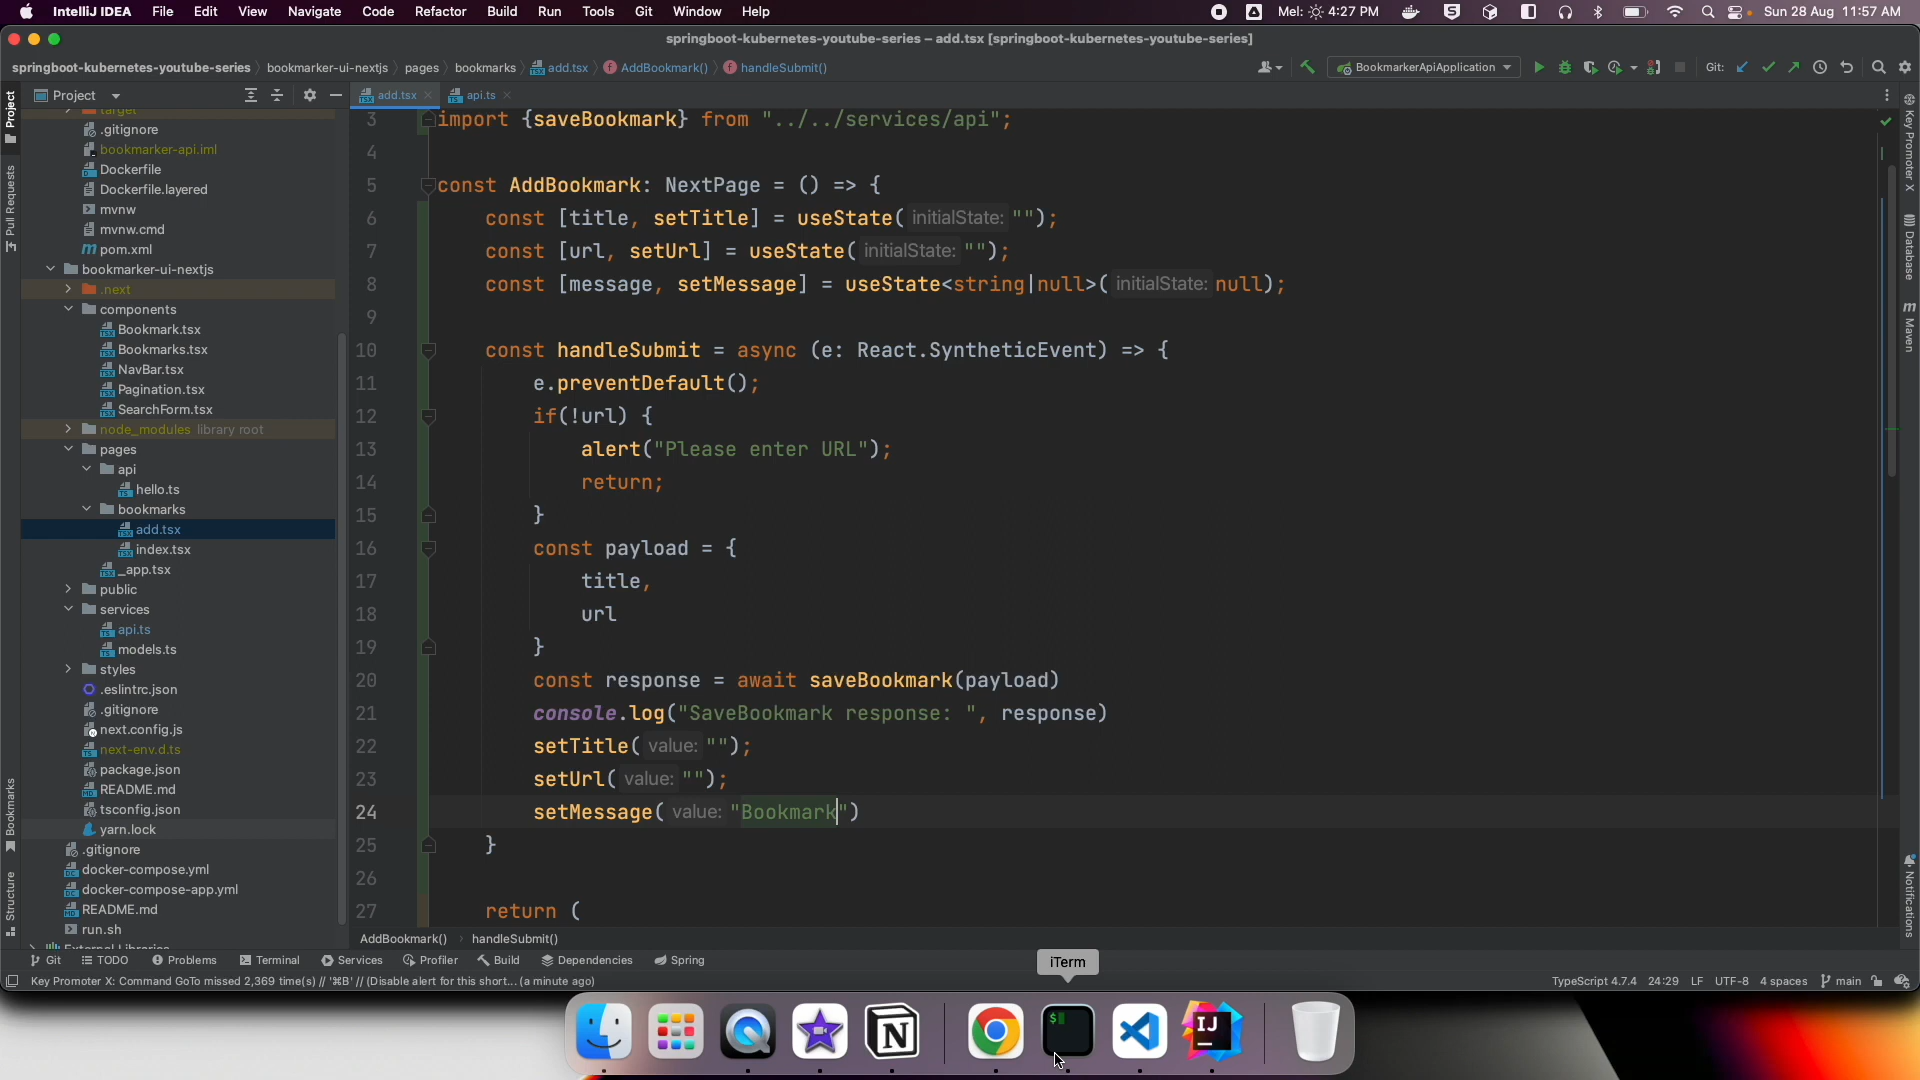 IntelliJ IDEA File Edit View Navigate Code Refactor Build Run Tools Git Window Help
Mel: 4:27 PM Sun 28 Aug 11:57 AM
springboot-kubernetes-youtube-series – add.tsx [springboot-kubernetes-youtube-series]
springboot-kubernetes-youtube-series bookmarker-ui-nextjs pages bookmarks add.tsx AddBookmark() handleSubmit()
BookmarkerApiApplication Git:
Project
add.tsx api.ts
Project
Pull Requests
Bookmarks
Structure
target
.gitignore
bookmarker-api.iml
Dockerfile
Dockerfile.layered
mvnw
mvnw.cmd
pom.xml
bookmarker-ui-nextjs
.next
components
Bookmark.tsx
Bookmarks.tsx
NavBar.tsx
Pagination.tsx
SearchForm.tsx
node_modules library root
pages
api
hello.ts
bookmarks
add.tsx
index.tsx
_app.tsx
public
services
api.ts
models.ts
styles
.eslintrc.json
.gitignore
next.config.js
next-env.d.ts
package.json
README.md
tsconfig.json
yarn.lock
.gitignore
docker-compose.yml
docker-compose-app.yml
README.md
run.sh
External Libraries
3 import {saveBookmark} from "../../services/api";
4
5 const AddBookmark: NextPage = () => {
6 const [title, setTitle] = useState( initialState: "");
7 const [url, setUrl] = useState( initialState: "");
8 const [message, setMessage] = useState<string|null>( initialState: null);
9
10 const handleSubmit = async (e: React.SyntheticEvent) => {
11 e.preventDefault();
12 if(!url) {
13 alert("Please enter URL");
14 return;
15 }
16 const payload = {
17 title,
18 url
19 }
20 const response = await saveBookmark(payload)
21 console.log("SaveBookmark response: ", response)
22 setTitle( value: "");
23 setUrl( value: "");
24 setMessage( value: "Bookmark")
25 }
26
27 return (
AddBookmark() handleSubmit()
Key Promoter X
Database
Maven
Notifications
Git TODO Problems Terminal Services Profiler Build Dependencies Spring
iTerm
Key Promoter X: Command GoTo missed 2,369 time(s) // '⌘B' // (Disable alert for this short... (a minute ago)
TypeScript 4.7.4 24:29 LF UTF-8 4 spaces main